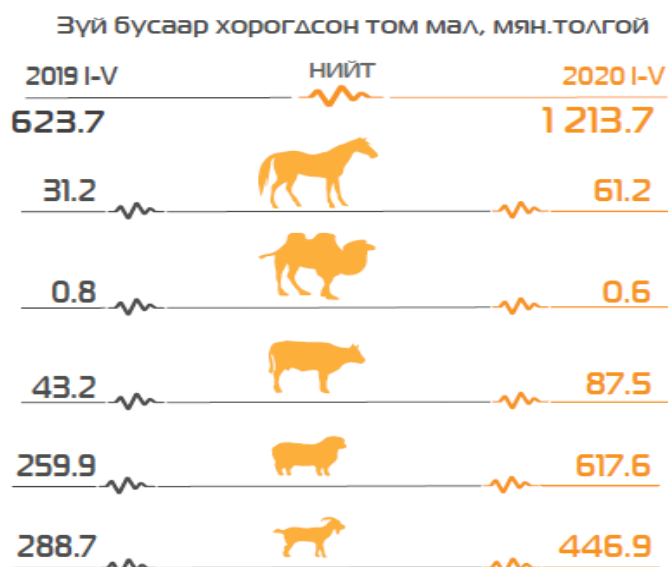 Зүй бусаар хорогдсон том мал, мян.толгой
2019 I-V НИЙТ 2020 I-V
623.7 1 213.7
31.2 61.2
0.8 0.6
43.2 87.5
259.9 617.6
288.7 446.9